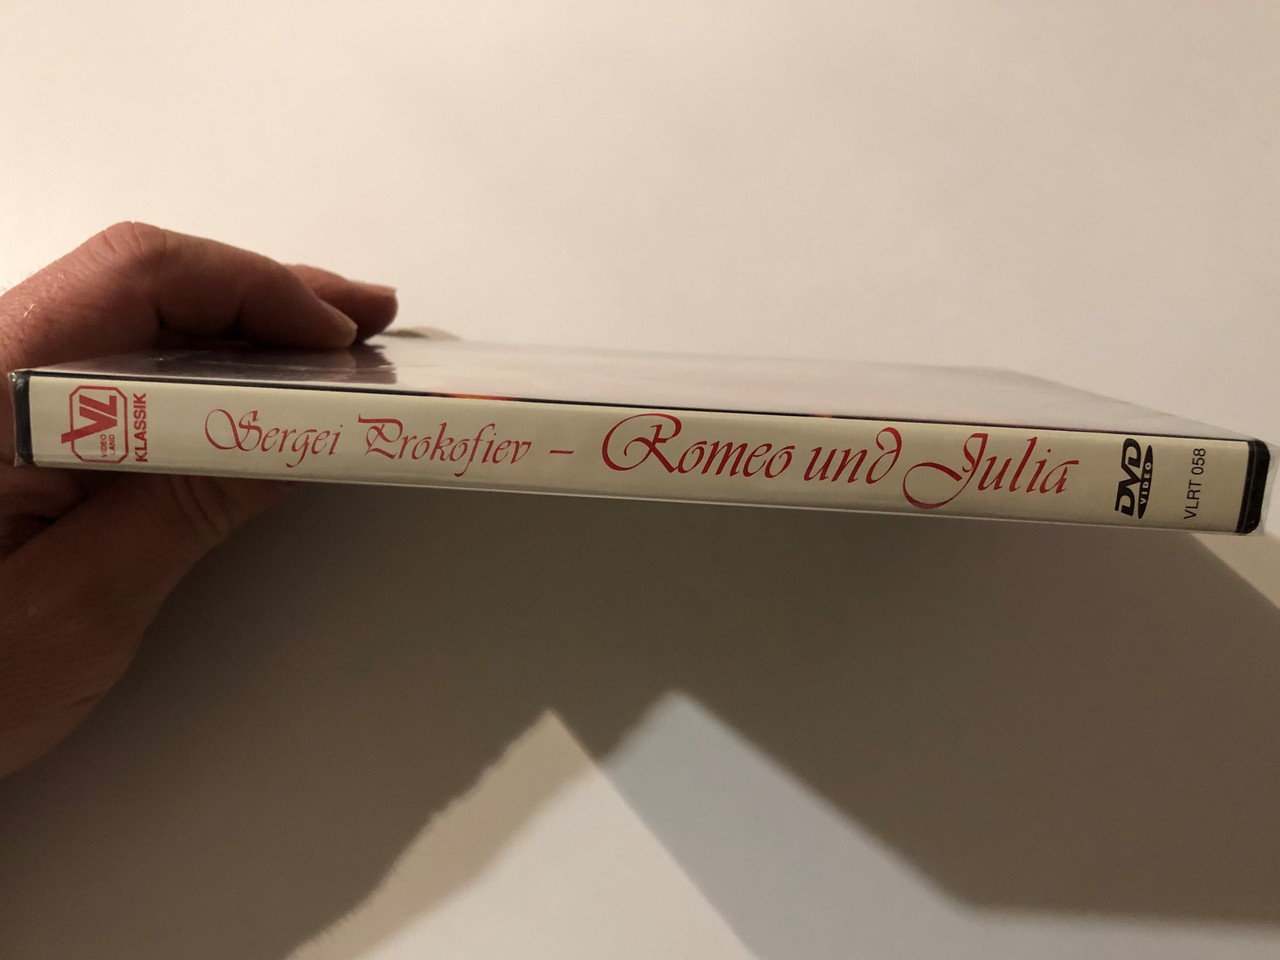 VL
VIDEO
LAND
KLASSIK
Sergei Prokofiev – Romeo und Julia
DVD
VIDEO
VLRT 058